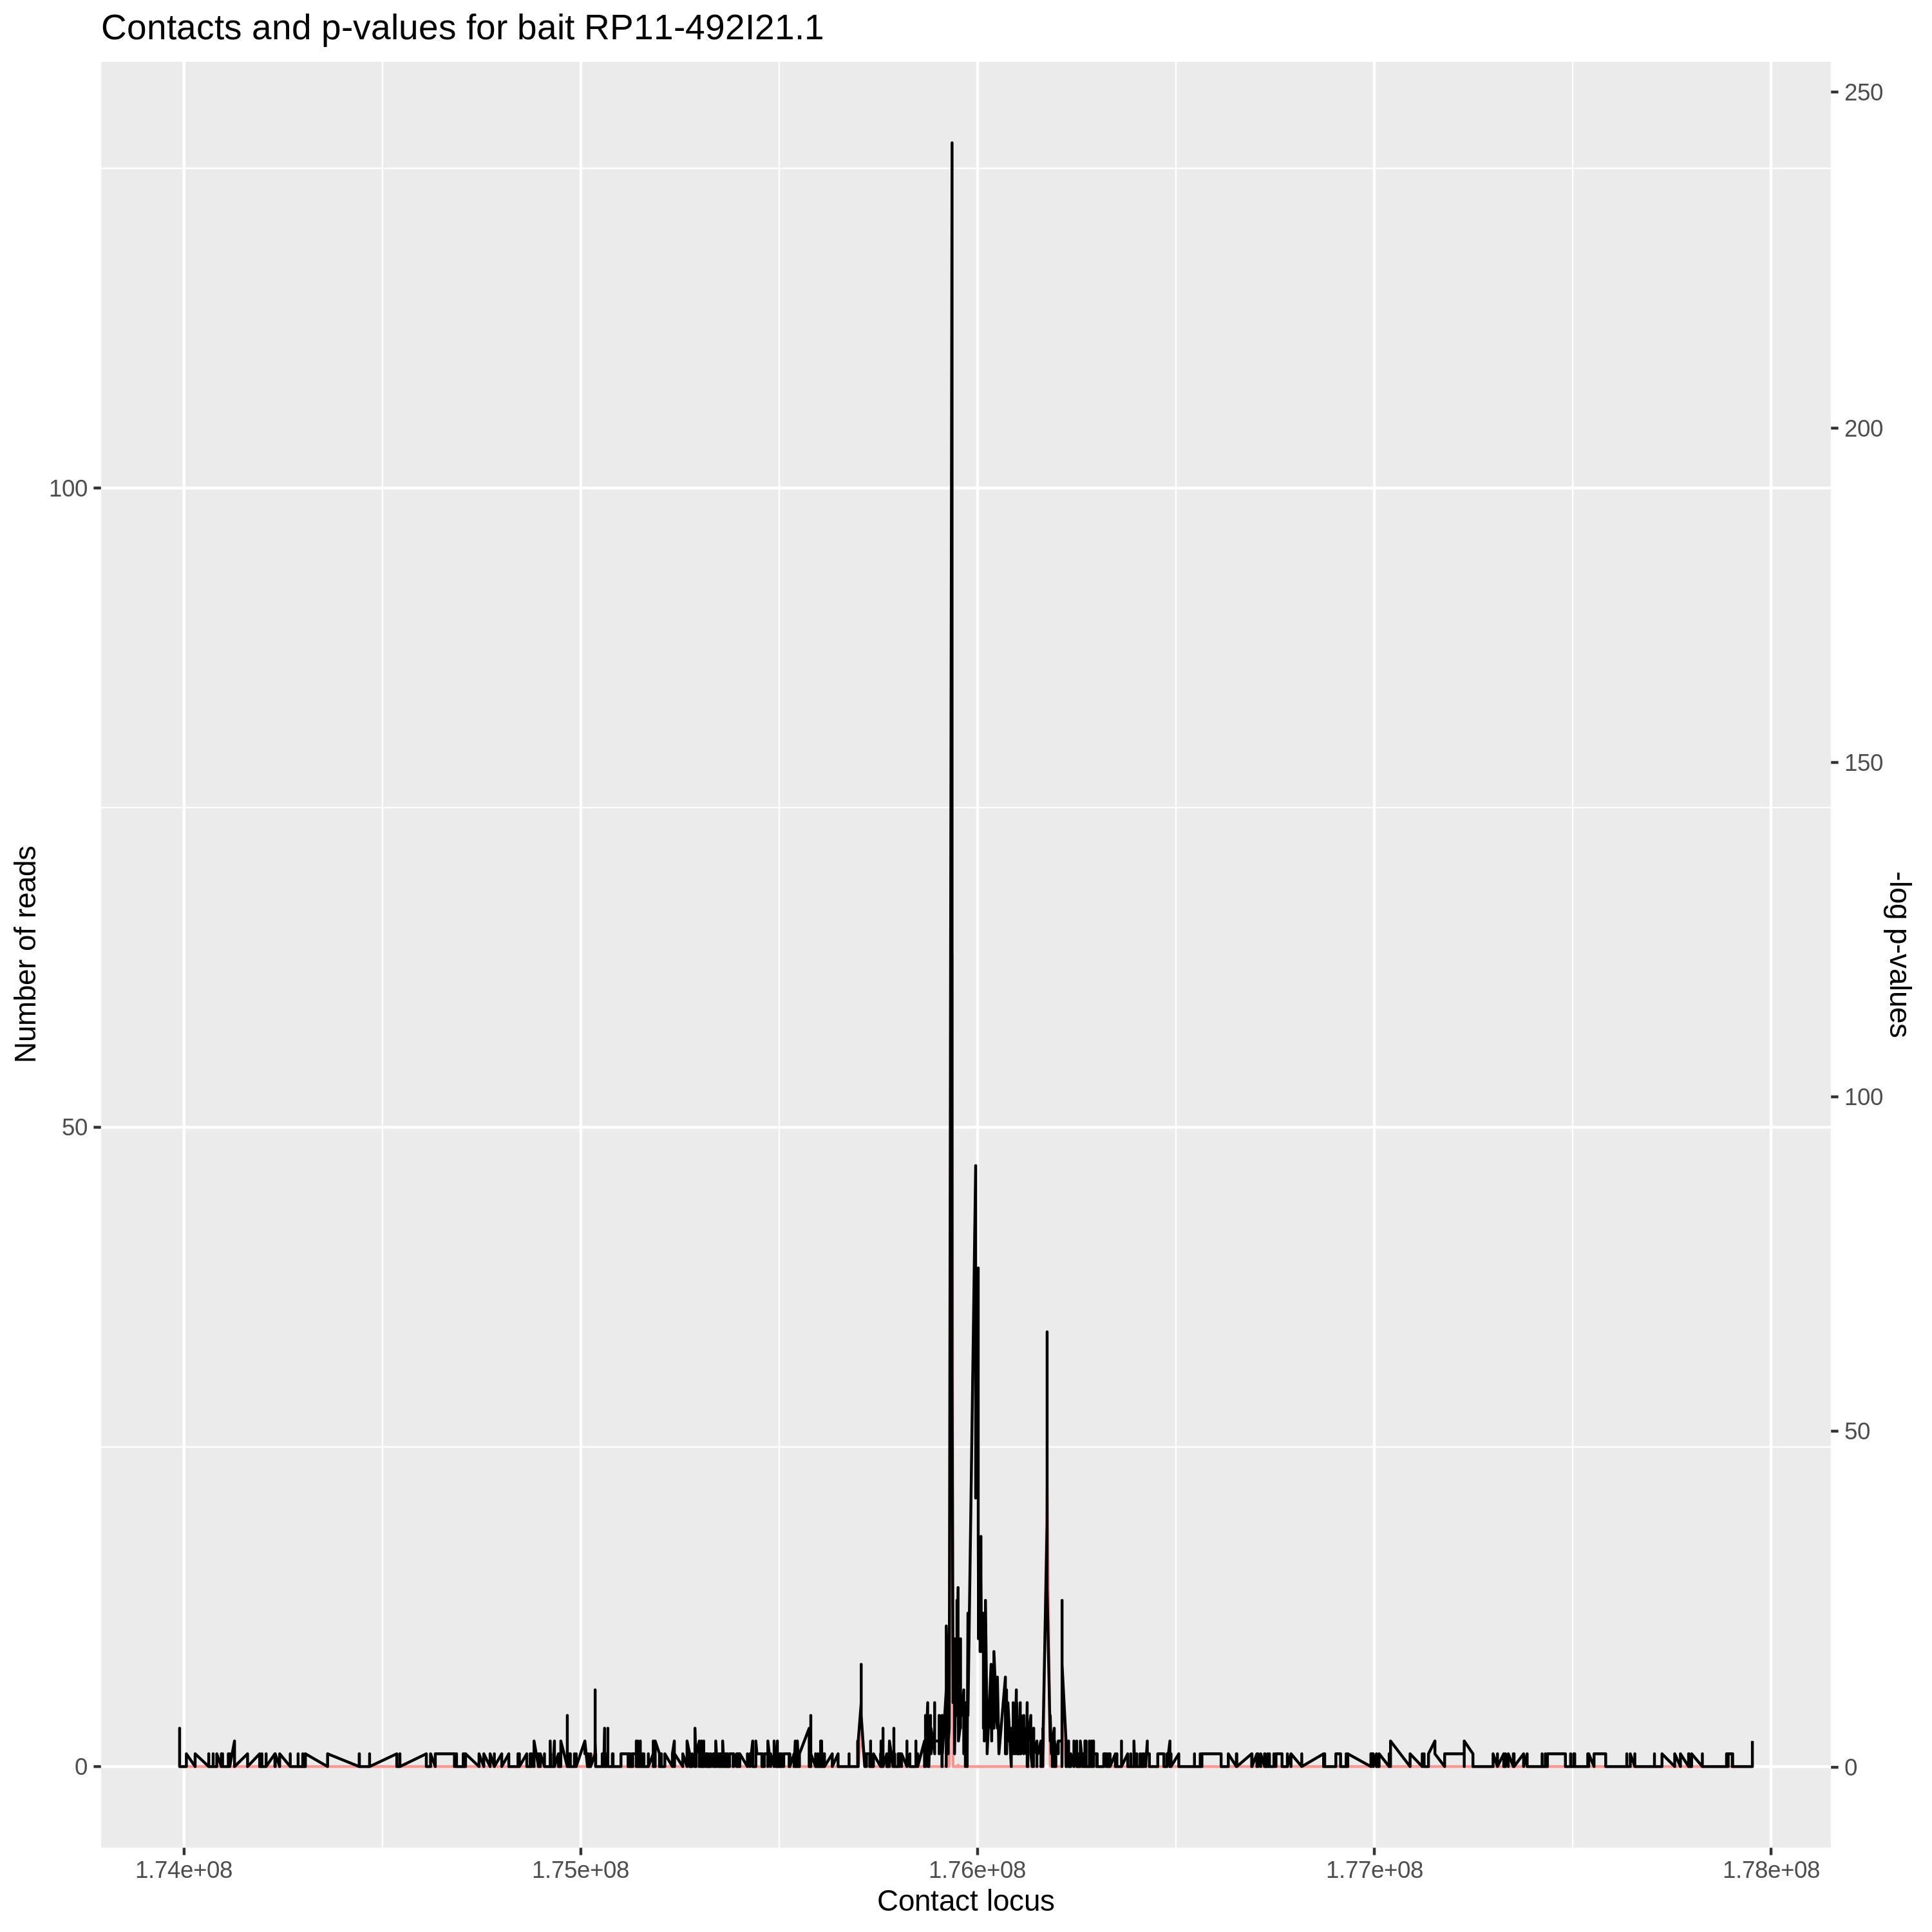 Contacts and p-values for bait RP11-492I21.1
250
200
100
150
Number of reads
-log p-values
50
100
50
0
0
1.74e+08 1.75e+08 1.76e+08 1.77e+08 1.78e+08
Contact locus